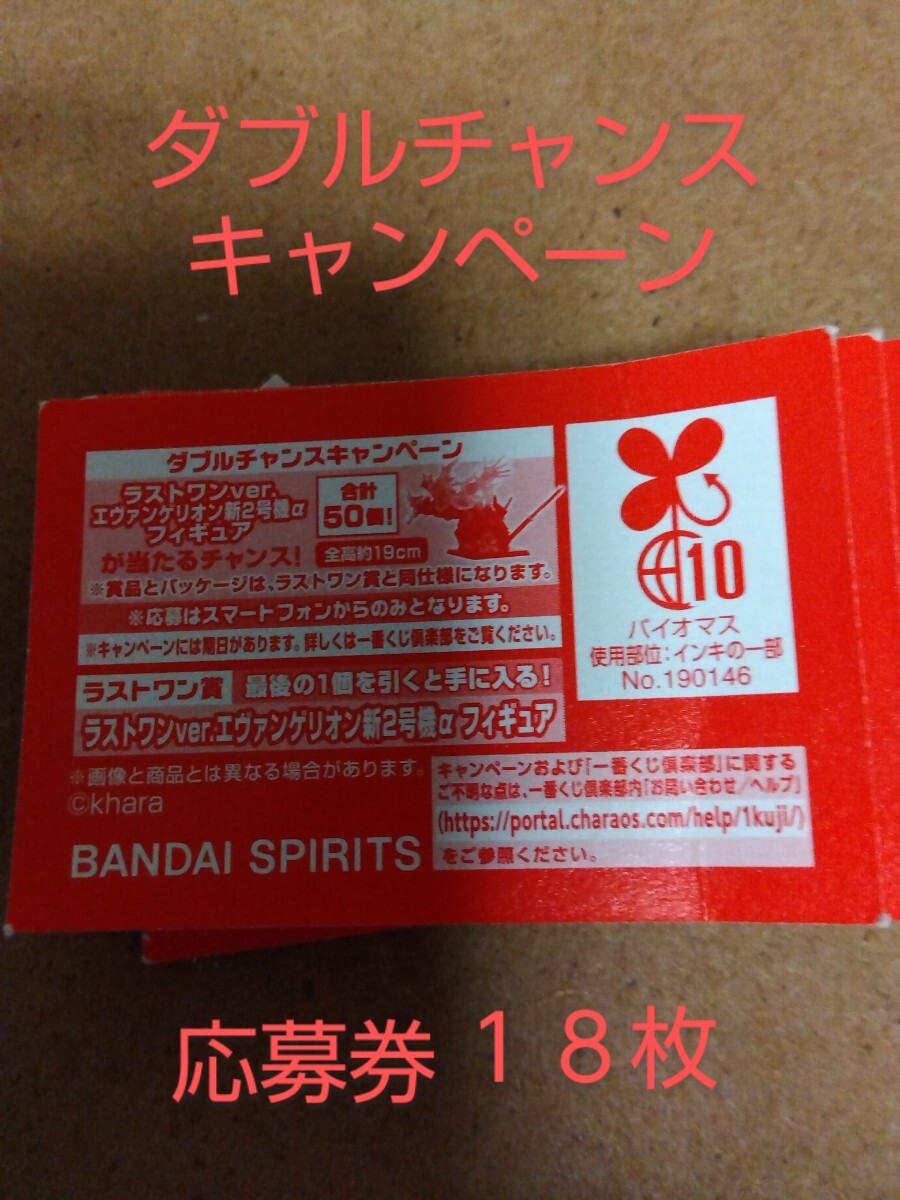 ダブルチャンス
キャンペーン
ダブルチャンスキャンペーン
ラストワンver.
エヴァンゲリオン新2号機α
フィギュア
が当たるチャンス!
合計
50個!
全高約19cm
※賞品とパッケージは、ラストワン賞と同仕様になります。
※応募はスマートフォンからのみとなります。
※キャンペーンには期日があります。詳しくは一番くじ倶楽部をご覧ください。
ラストワン賞 最後の1個を引くと手に入る!
ラストワンver.エヴァンゲリオン新2号機α フィギュア
※画像と商品とは異なる場合があります。
©khara
BANDAI SPIRITS
10
バイオマス
使用部位:インキの一部
No.190146
キャンペーンおよび「一番くじ倶楽部」に関する
ご不明な点は、一番くじ倶楽部内「お問い合わせ/ヘルプ」
(https://portal.charaos.com/help/1kuji/)
をご参照ください。
応募券 18枚